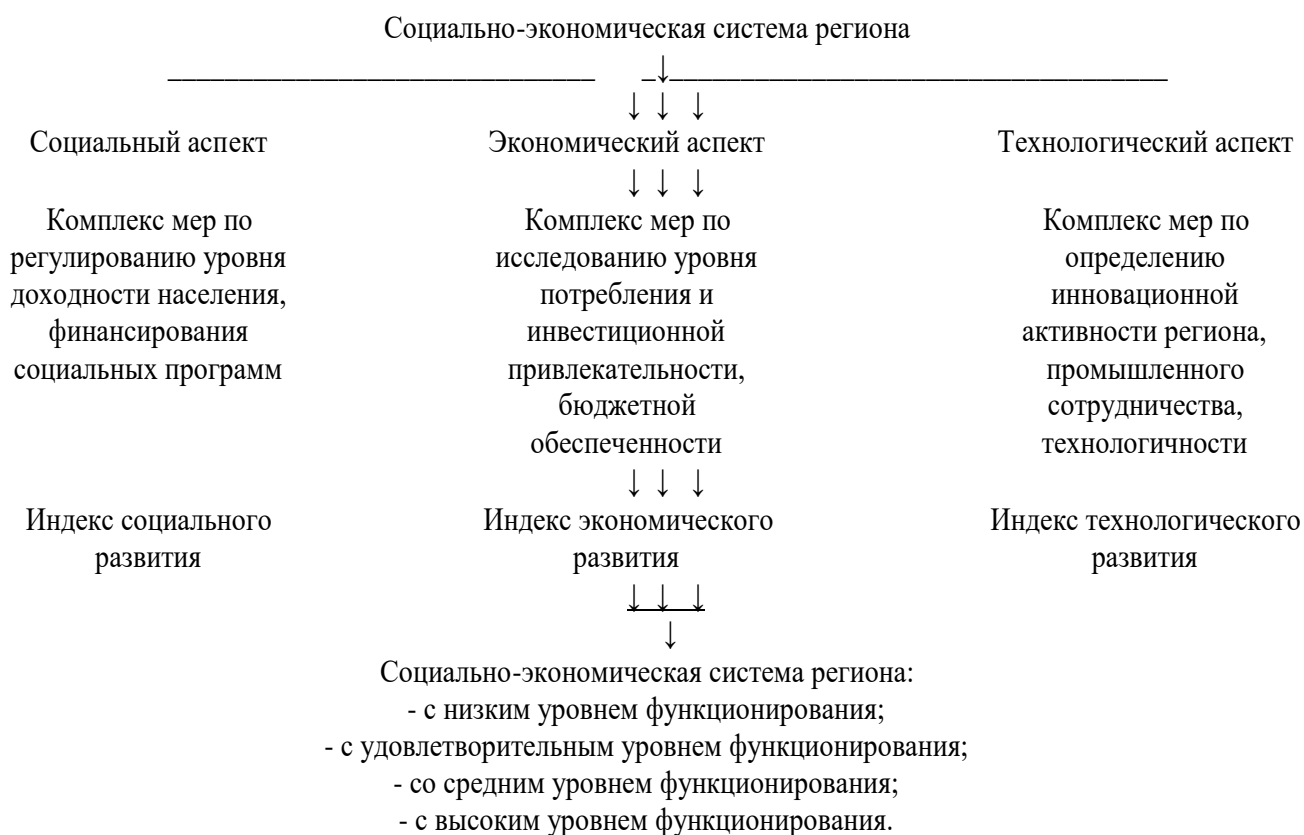 Социально-экономическая система региона
↓
↓ ↓ ↓
Социальный аспект
Экономический аспект
Технологический аспект
↓ ↓ ↓
Комплекс мер по
регулированию уровня
доходности населения,
финансирования
социальных программ
Комплекс мер по
исследованию уровня
потребления и
инвестиционной
привлекательности,
бюджетной
обеспеченности
Комплекс мер по
определению
инновационной
активности региона,
промышленного
сотрудничества,
технологичности
↓ ↓ ↓
Индекс социального
развития
Индекс экономического
развития
Индекс технологического
развития
↓ ↓ ↓
↓
Социально-экономическая система региона:
- с низким уровнем функционирования;
- с удовлетворительным уровнем функционирования;
- со средним уровнем функционирования;
- с высоким уровнем функционирования.